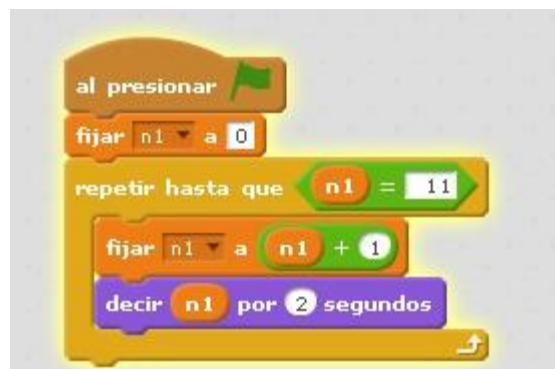 al presionar
fijar n1 a 0
repetir hasta que n1 = 11
fijar n1 a n1 + 1
decir n1 por 2 segundos